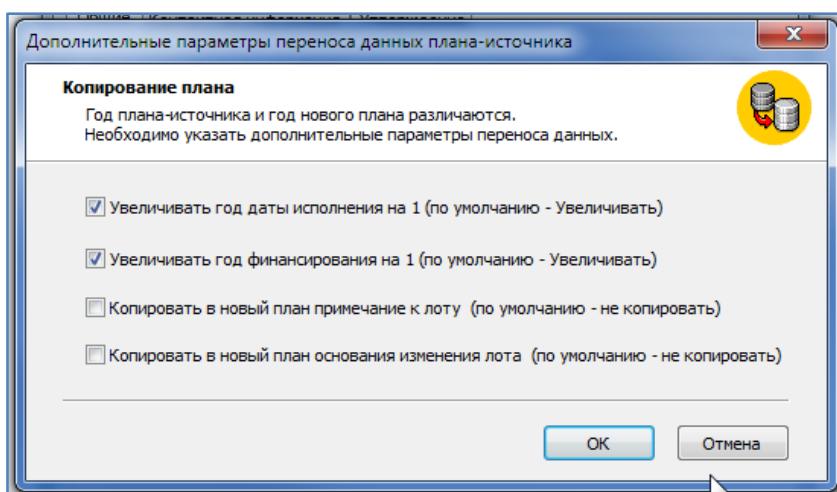 Дополнительные параметры переноса данных плана-источника
Копирование плана
Год плана-источника и год нового плана различаются.
Необходимо указать дополнительные параметры переноса данных.
Увеличивать год даты исполнения на 1 (по умолчанию - Увеличивать)
Увеличивать год финансирования на 1 (по умолчанию - Увеличивать)
Копировать в новый план примечание к лоту (по умолчанию - не копировать)
Копировать в новый план основания изменения лота (по умолчанию - не копировать)
ОК
Отмена